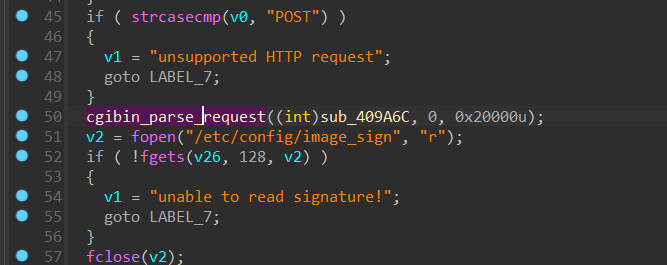 45 if ( strcasecmp(v0, "POST") )
46 {
47 v1 = "unsupported HTTP request";
48 goto LABEL_7;
49 }
50 cgibin_parse_request((int)sub_409A6C, 0, 0x20000u);
51 v2 = fopen("/etc/config/image_sign", "r");
52 if ( !fgets(v26, 128, v2) )
53 {
54 v1 = "unable to read signature!";
55 goto LABEL_7;
56 }
57 fclose(v2);